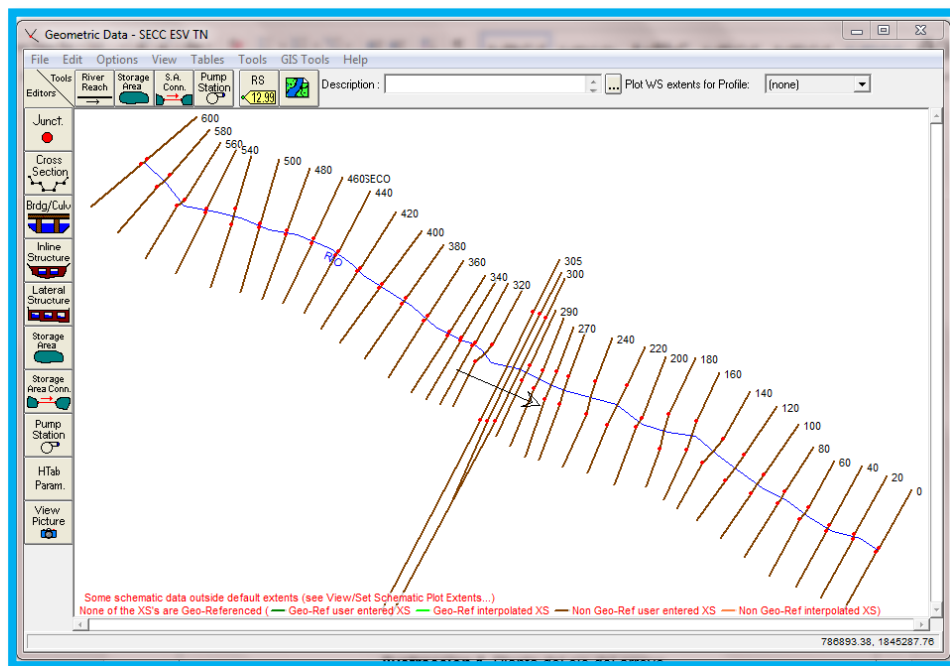 Geometric Data - SECC ESV TN
File Edit Options View Tables Tools GIS Tools Help
Tools
Editors
River
Reach
Storage
Area
S.A.
Conn.
Pump
Station
RS
12.99
Description :
...
Plot WS extents for Profile:
(none)
Junct.
Cross
Section
Brdg/Culv
Inline
Structure
Lateral
Structure
Storage
Area
Storage
Area Conn.
Pump
Station
HTab
Param.
View
Picture
600
580
560
540
500
480
460
SECO
440
420
400
380
360
340
320
305
300
290
270
240
220
200
180
160
140
120
100
80
60
40
20
0
RIO
Some schematic data outside default extents (see View/Set Schematic Plot Extents...)
None of the XS's are Geo-Referenced ( Geo-Ref user entered XS Geo-Ref interpolated XS Non Geo-Ref user entered XS Non Geo-Ref interpolated XS)
786893.38, 1845287.76